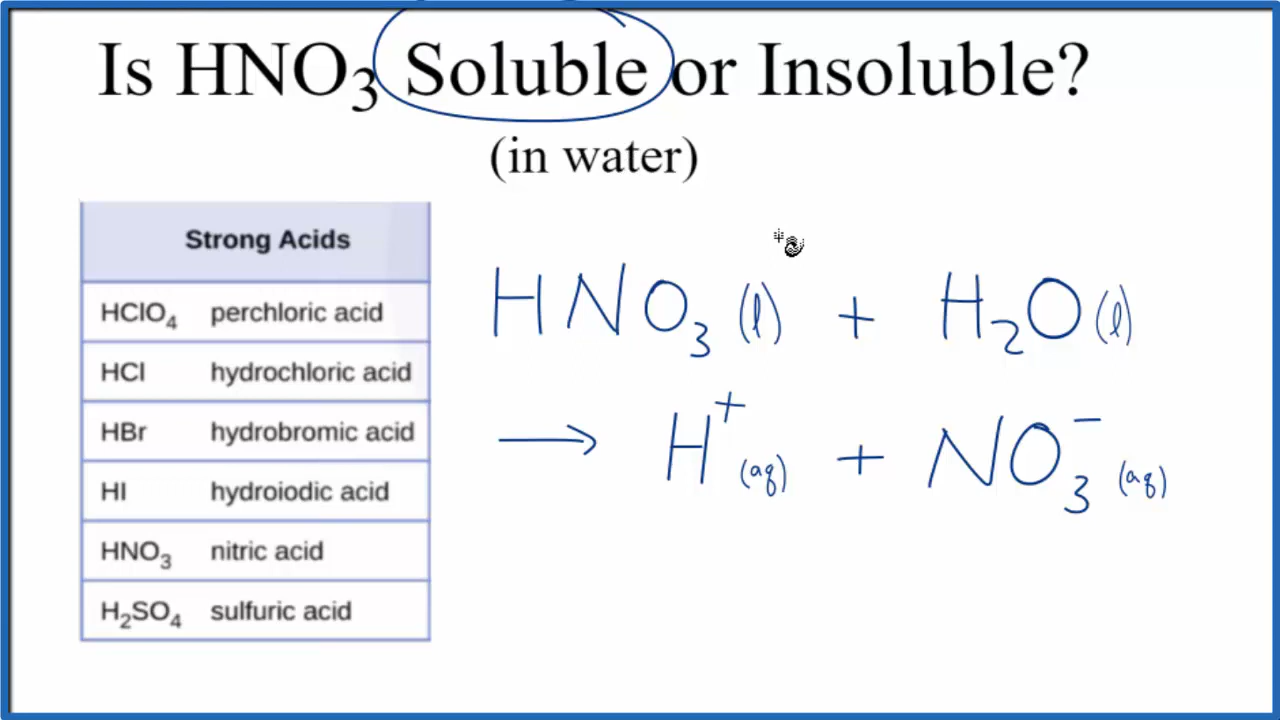 Is HNO₃ Soluble or Insoluble?
(in water)
Strong Acids
HClO₄ perchloric acid
HCl hydrochloric acid
HBr hydrobromic acid
HI hydroiodic acid
HNO₃ nitric acid
H₂SO₄ sulfuric acid
HNO₃ (l) + H₂O (l)
→ H⁺ (aq) + NO₃⁻ (aq)